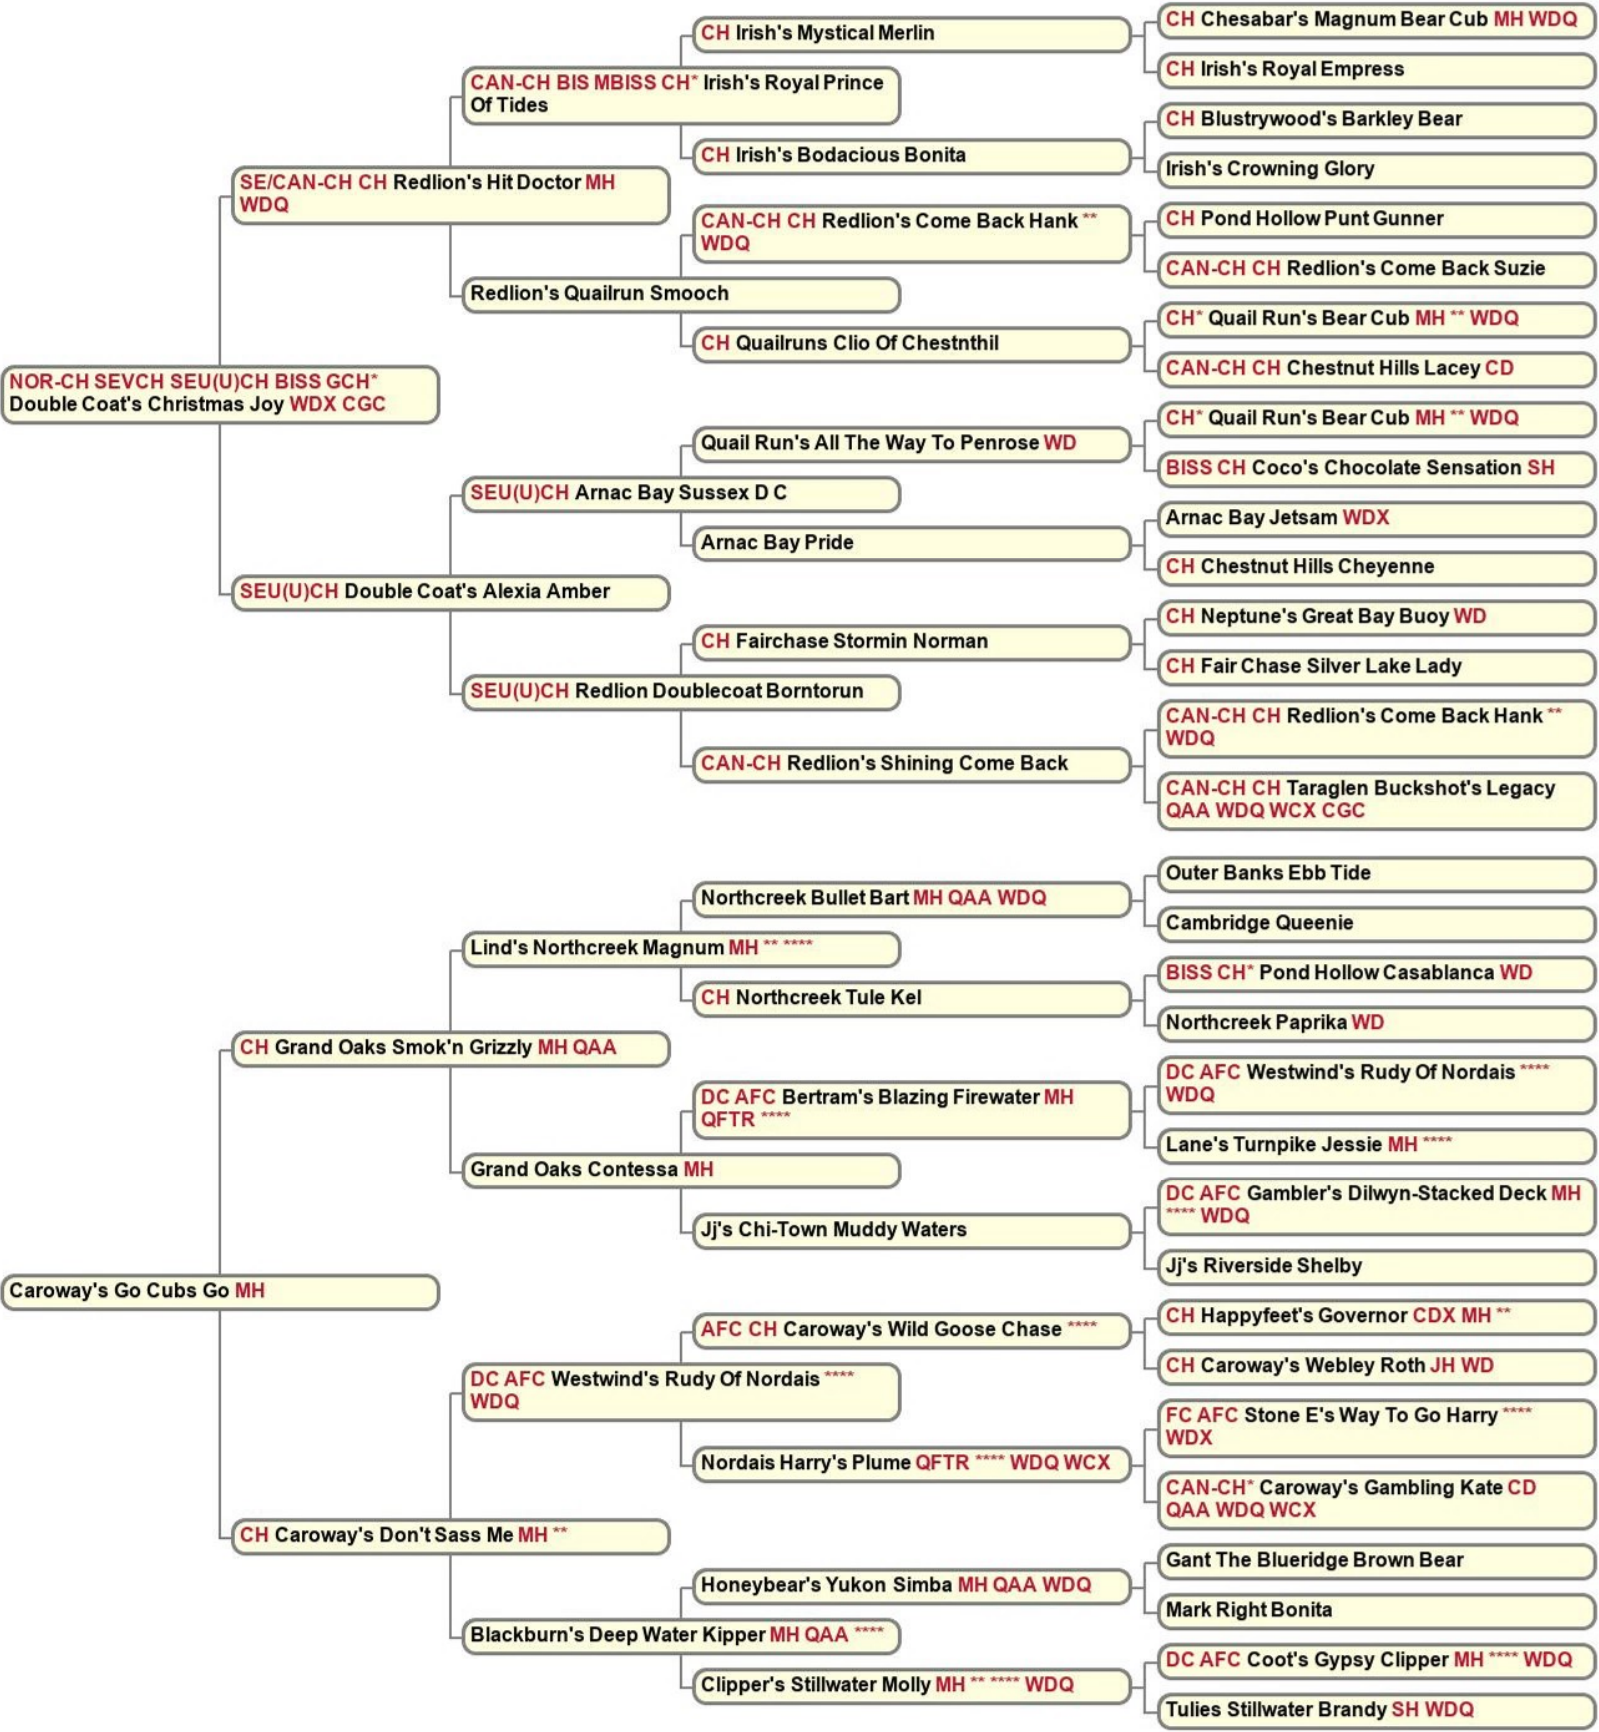 CH Irish's Mystical Merlin
CH Chesabar's Magnum Bear Cub MH WDQ
CH Irish's Royal Empress
CAN-CH BIS MBISS CH* Irish's Royal Prince
Of Tides
CH Blustrywood's Barkley Bear
CH Irish's Bodacious Bonita
Irish's Crowning Glory
SE/CAN-CH CH Redlion's Hit Doctor MH
WDQ
CAN-CH CH Redlion's Come Back Hank **
WDQ
CH Pond Hollow Punt Gunner
CAN-CH CH Redlion's Come Back Suzie
Redlion's Quailrun Smooch
CH* Quail Run's Bear Cub MH ** WDQ
CH Quailruns Clio Of Chestnthil
CAN-CH CH Chestnut Hills Lacey CD
NOR-CH SEVCH SEU(U)CH BISS GCH*
Double Coat's Christmas Joy WDX CGC
CH* Quail Run's Bear Cub MH ** WDQ
Quail Run's All The Way To Penrose WD
BISS CH Coco's Chocolate Sensation SH
SEU(U)CH Arnac Bay Sussex D C
Arnac Bay Jetsam WDX
Arnac Bay Pride
CH Chestnut Hills Cheyenne
SEU(U)CH Double Coat's Alexia Amber
CH Neptune's Great Bay Buoy WD
CH Fairchase Stormin Norman
CH Fair Chase Silver Lake Lady
SEU(U)CH Redlion Doublecoat Borntorun
CAN-CH CH Redlion's Come Back Hank **
WDQ
CAN-CH Redlion's Shining Come Back
CAN-CH CH Taraglen Buckshot's Legacy
QAA WDQ WCX CGC
Outer Banks Ebb Tide
Northcreek Bullet Bart MH QAA WDQ
Cambridge Queenie
Lind's Northcreek Magnum MH ** ****
BISS CH* Pond Hollow Casablanca WD
CH Northcreek Tule Kel
Northcreek Paprika WD
CH Grand Oaks Smok'n Grizzly MH QAA
DC AFC Westwind's Rudy Of Nordais ****
WDQ
DC AFC Bertram's Blazing Firewater MH
QFTR ****
Lane's Turnpike Jessie MH ****
Grand Oaks Contessa MH
DC AFC Gambler's Dilwyn-Stacked Deck MH
**** WDQ
Jj's Chi-Town Muddy Waters
Jj's Riverside Shelby
Caroway's Go Cubs Go MH
CH Happyfeet's Governor CDX MH **
AFC CH Caroway's Wild Goose Chase ****
CH Caroway's Webley Roth JH WD
DC AFC Westwind's Rudy Of Nordais ****
WDQ
FC AFC Stone E's Way To Go Harry ****
WDX
Nordais Harry's Plume QFTR **** WDQ WCX
CAN-CH* Caroway's Gambling Kate CD
QAA WDQ WCX
CH Caroway's Don't Sass Me MH **
Gant The Blueridge Brown Bear
Honeybear's Yukon Simba MH QAA WDQ
Mark Right Bonita
Blackburn's Deep Water Kipper MH QAA ****
DC AFC Coot's Gypsy Clipper MH **** WDQ
Clipper's Stillwater Molly MH ** **** WDQ
Tulies Stillwater Brandy SH WDQ